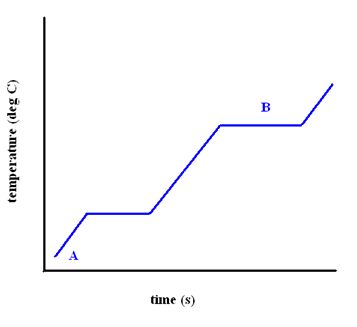 temperature (deg C)
B
A
time (s)